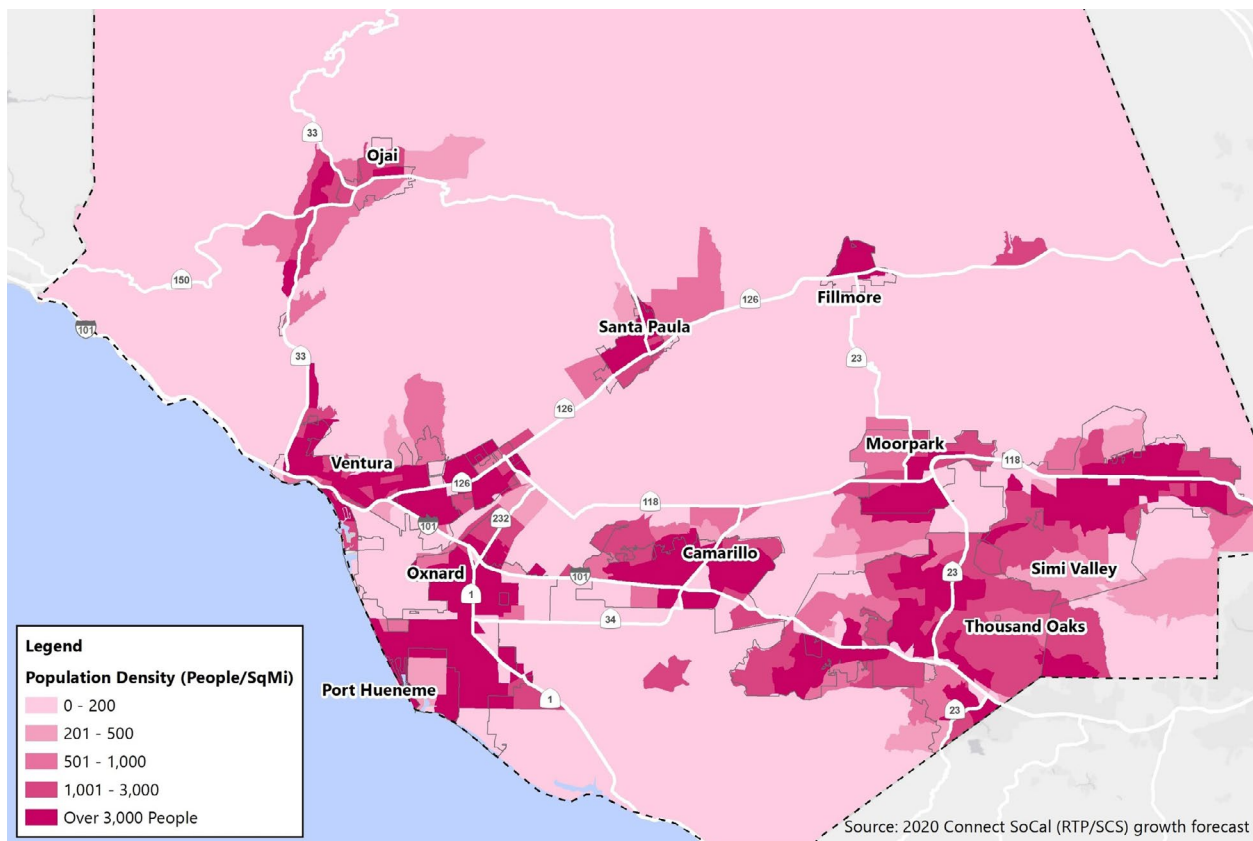 33
Ojai
150
101
Fillmore
126
Santa Paula
33
23
126
Moorpark
Ventura
118
126
118
232
101
Camarillo
Oxnard
101
Simi Valley
23
1
34
Thousand Oaks
Port Hueneme
1
23
Legend
Population Density (People/SqMi)
0 - 200
201 - 500
501 - 1,000
1,001 - 3,000
Over 3,000 People
Source: 2020 Connect SoCal (RTP/SCS) growth forecast